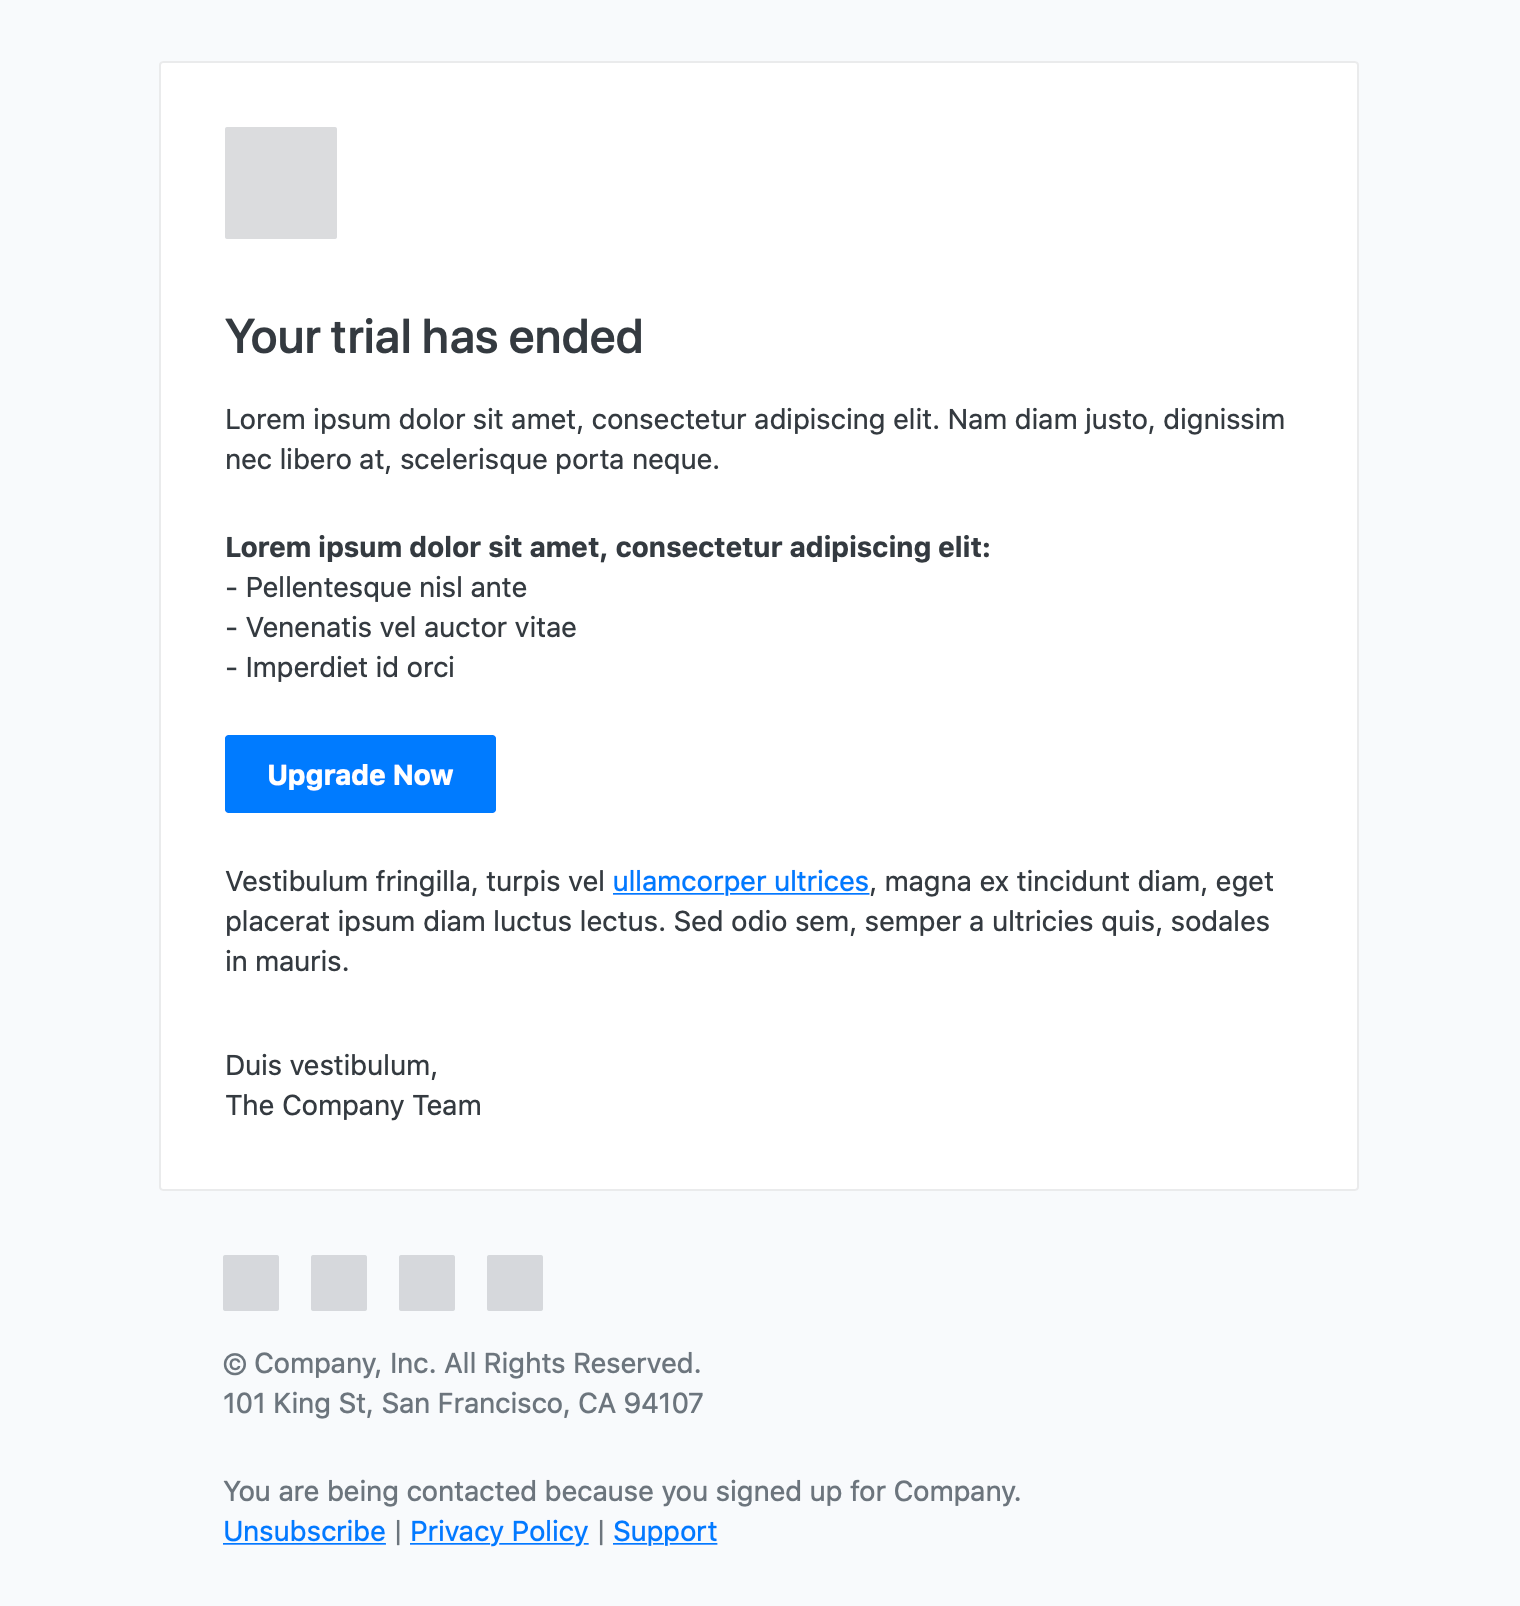 Your trial has ended
Lorem ipsum dolor sit amet, consectetur adipiscing elit. Nam diam justo, dignissim
nec libero at, scelerisque porta neque.
Lorem ipsum dolor sit amet, consectetur adipiscing elit:
- Pellentesque nisl ante
- Venenatis vel auctor vitae
- Imperdiet id orci
Upgrade Now
Vestibulum fringilla, turpis vel ullamcorper ultrices, magna ex tincidunt diam, eget
placerat ipsum diam luctus lectus. Sed odio sem, semper a ultricies quis, sodales
in mauris.
Duis vestibulum,
The Company Team
© Company, Inc. All Rights Reserved.
101 King St, San Francisco, CA 94107
You are being contacted because you signed up for Company.
Unsubscribe | Privacy Policy | Support